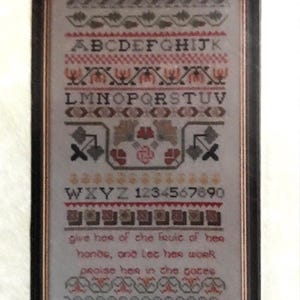 ABCDEFGHIJK
LMNOPQRSTUV
WXYZ 1234567890
give her of the fruit of her
hands, and let her work
praise her in the gates